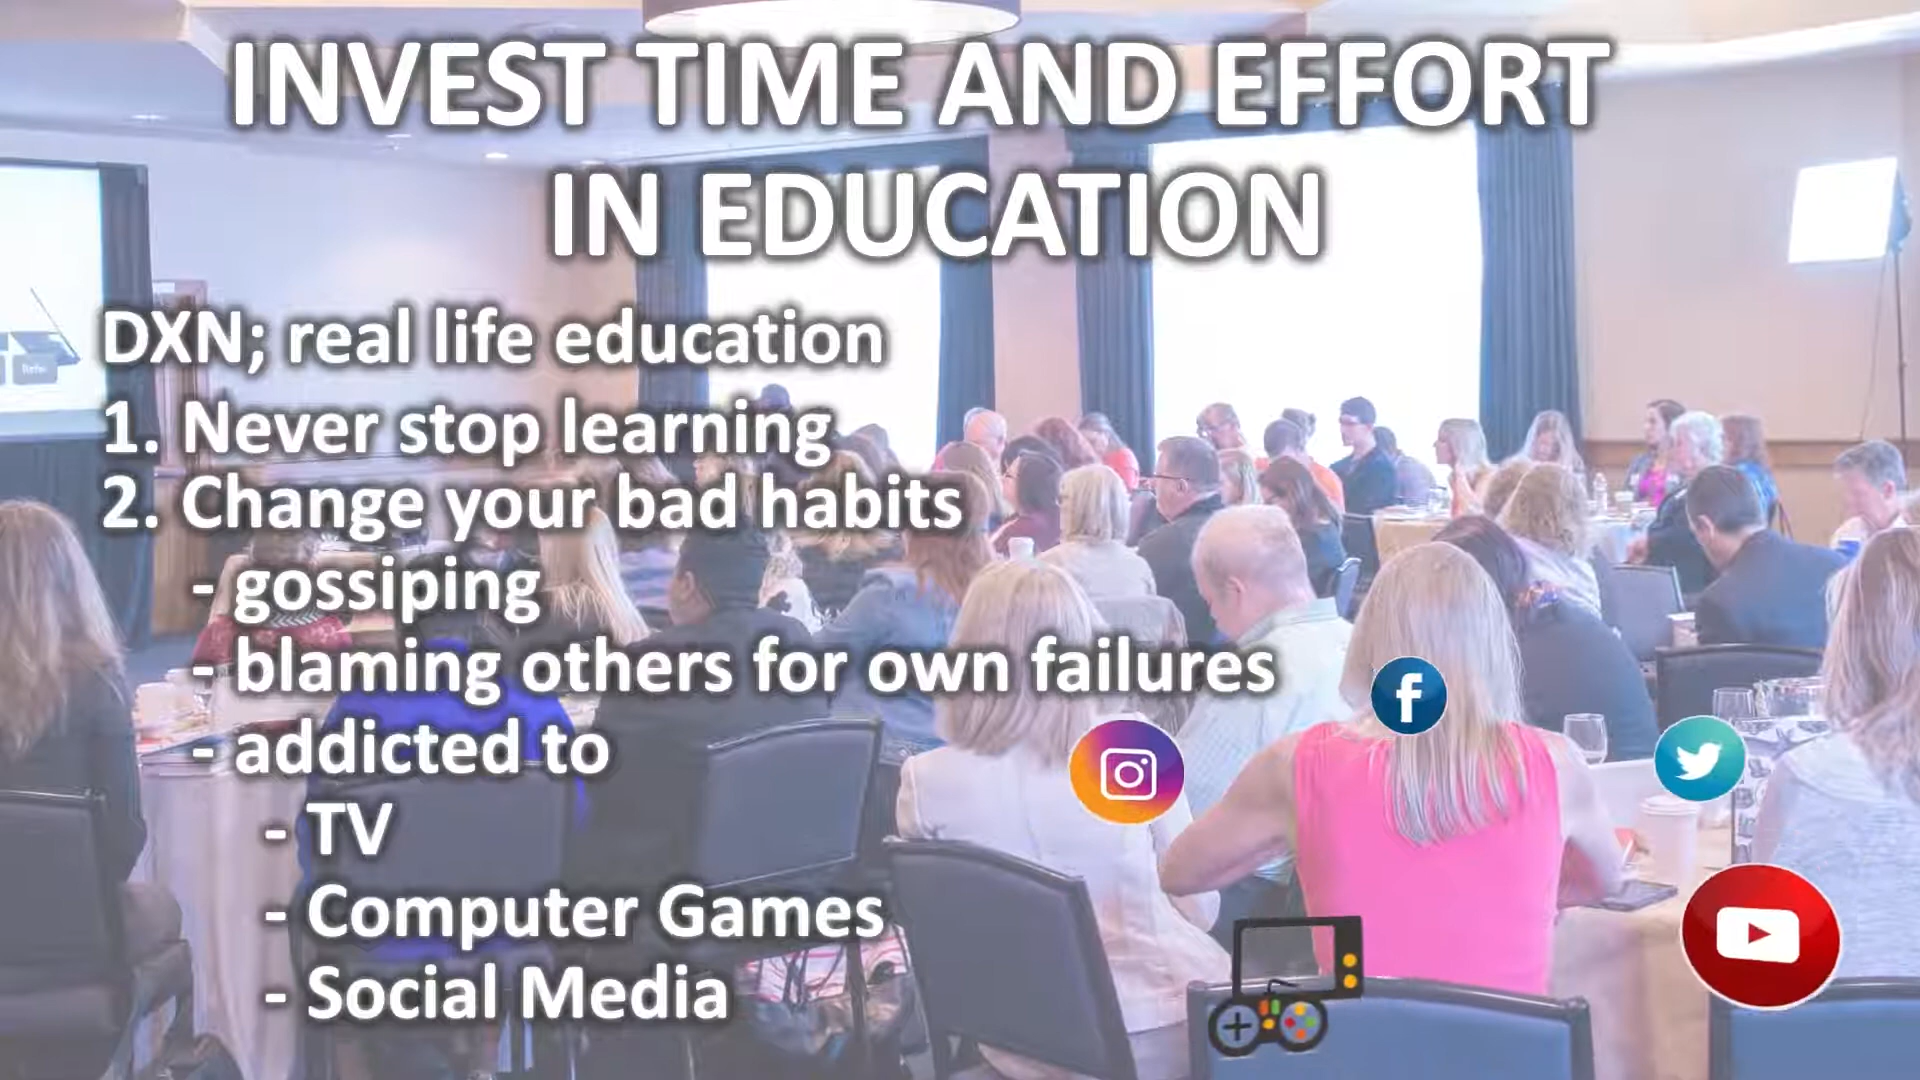 INVEST TIME AND EFFORT
IN EDUCATION
DXN; real life education
1. Never stop learning
2. Change your bad habits
- gossiping
- blaming others for own failures
- addicted to
- TV
- Computer Games
- Social Media